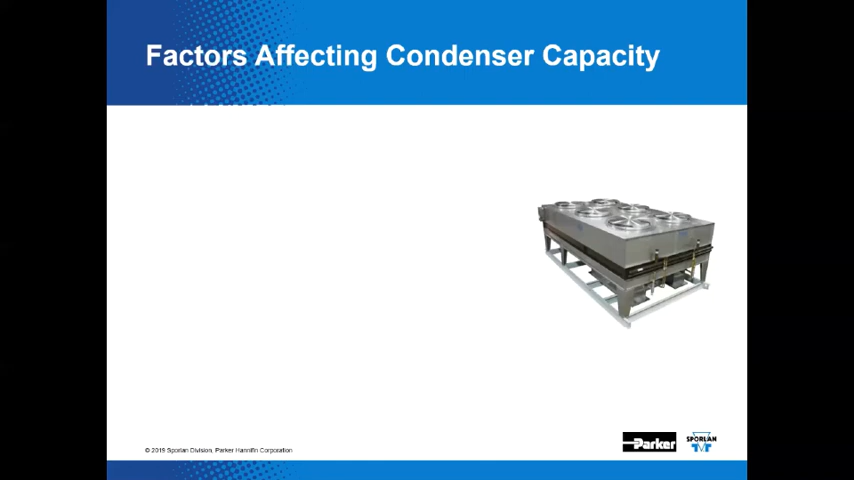 Factors Affecting Condenser Capacity
© 2019 Sporlan Division, Parker Hannifin Corporation
Parker
SPORLAN